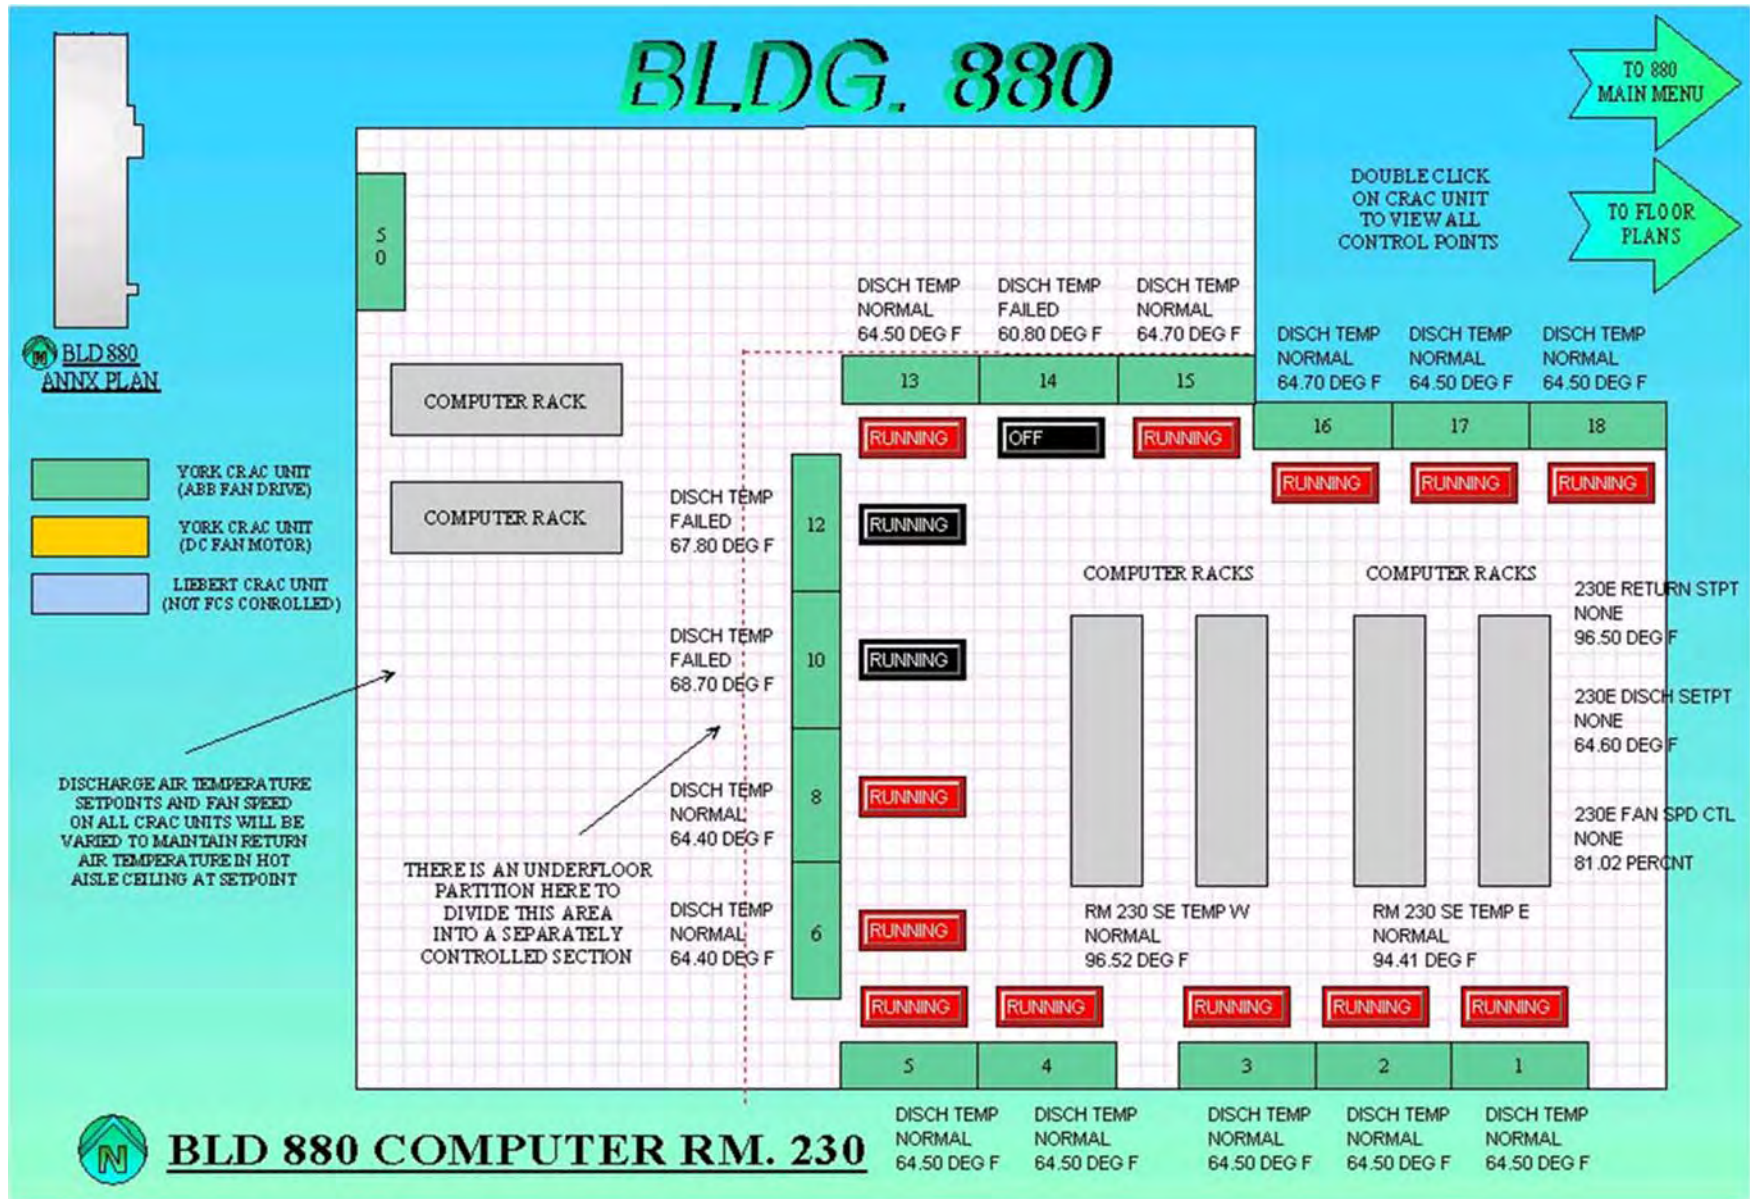 BLDG. 880
TO 880
MAIN MENU
DOUBLE CLICK
ON CRAC UNIT
TO VIEW ALL
CONTROL POINTS
TO FLOOR
PLANS
N
BLD 880
ANNX PLAN
5
0
YORK CRAC UNIT
(ABB FAN DRIVE)
YORK CRAC UNIT
(DC FAN MOTOR)
LIEBERT CRAC UNIT
(NOT FCS CONROLLED)
COMPUTER RACK
COMPUTER RACK
DISCH TEMP
NORMAL
64.50 DEG F
DISCH TEMP
FAILED
60.80 DEG F
DISCH TEMP
NORMAL
64.70 DEG F
DISCH TEMP
NORMAL
64.70 DEG F
DISCH TEMP
NORMAL
64.50 DEG F
DISCH TEMP
NORMAL
64.50 DEG F
13
14
15
16
17
18
RUNNING
OFF
RUNNING
RUNNING
RUNNING
RUNNING
DISCH TEMP
FAILED
67.80 DEG F
12
RUNNING
DISCH TEMP
FAILED
68.70 DEG F
10
RUNNING
DISCH TEMP
NORMAL
64.40 DEG F
8
RUNNING
DISCH TEMP
NORMAL
64.40 DEG F
6
RUNNING
COMPUTER RACKS
COMPUTER RACKS
230E RETURN STPT
NONE
96.50 DEG F
230E DISCH SETPT
NONE
64.60 DEG F
230E FAN SPD CTL
NONE
81.02 PERCNT
RM 230 SE TEMP W
NORMAL
96.52 DEG F
RM 230 SE TEMP E
NORMAL
94.41 DEG F
DISCHARGE AIR TEMPERATURE
SETPOINTS AND FAN SPEED
ON ALL CRAC UNITS WILL BE
VARIED TO MAINTAIN RETURN
AIR TEMPERATURE IN HOT
AISLE CEILING AT SETPOINT
THERE IS AN UNDERFLOOR
PARTITION HERE TO
DIVIDE THIS AREA
INTO A SEPARATELY
CONTROLLED SECTION
RUNNING
RUNNING
RUNNING
RUNNING
RUNNING
5
4
3
2
1
DISCH TEMP
NORMAL
64.50 DEG F
DISCH TEMP
NORMAL
64.50 DEG F
DISCH TEMP
NORMAL
64.50 DEG F
DISCH TEMP
NORMAL
64.50 DEG F
DISCH TEMP
NORMAL
64.50 DEG F
N
BLD 880 COMPUTER RM. 230